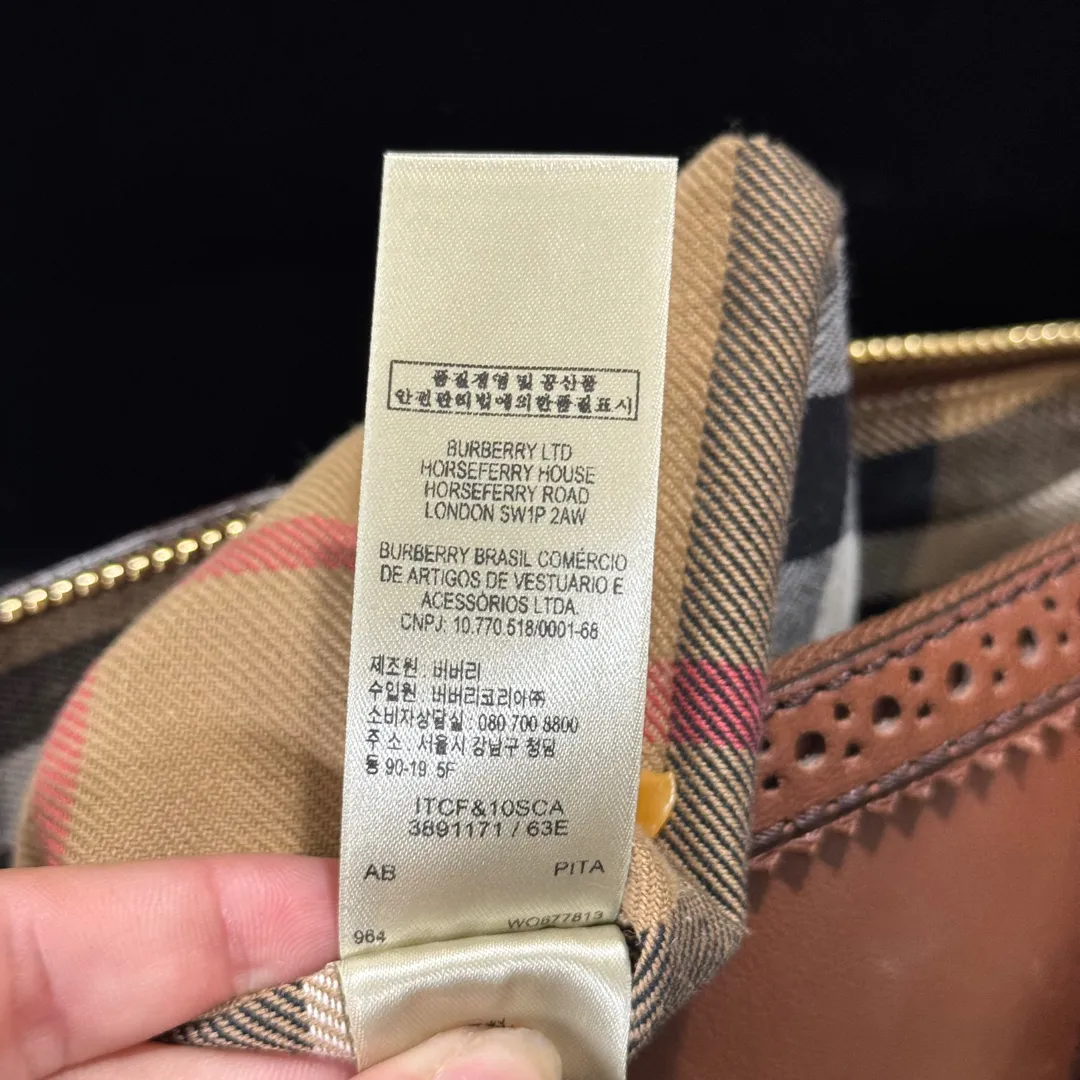 품질경영 및 공산품
안전관리법에의한품질표시
BURBERRY LTD
HORSEFERRY HOUSE
HORSEFERRY ROAD
LONDON SW1P 2AW
BURBERRY BRASIL COMÉRCIO
DE ARTIGOS DE VESTUARIO E
ACESSÓRIOS LTDA.
CNPJ: 10.770.518/0001-68
제조원 : 버버리
수입원 : 버버리코리아㈜
소비자상담실 : 080 700 8800
주 소 : 서울시 강남구 청담
동 90-19 5F
ITCF&10SCA
3891171 / 63E
AB PITA
964 WO877813